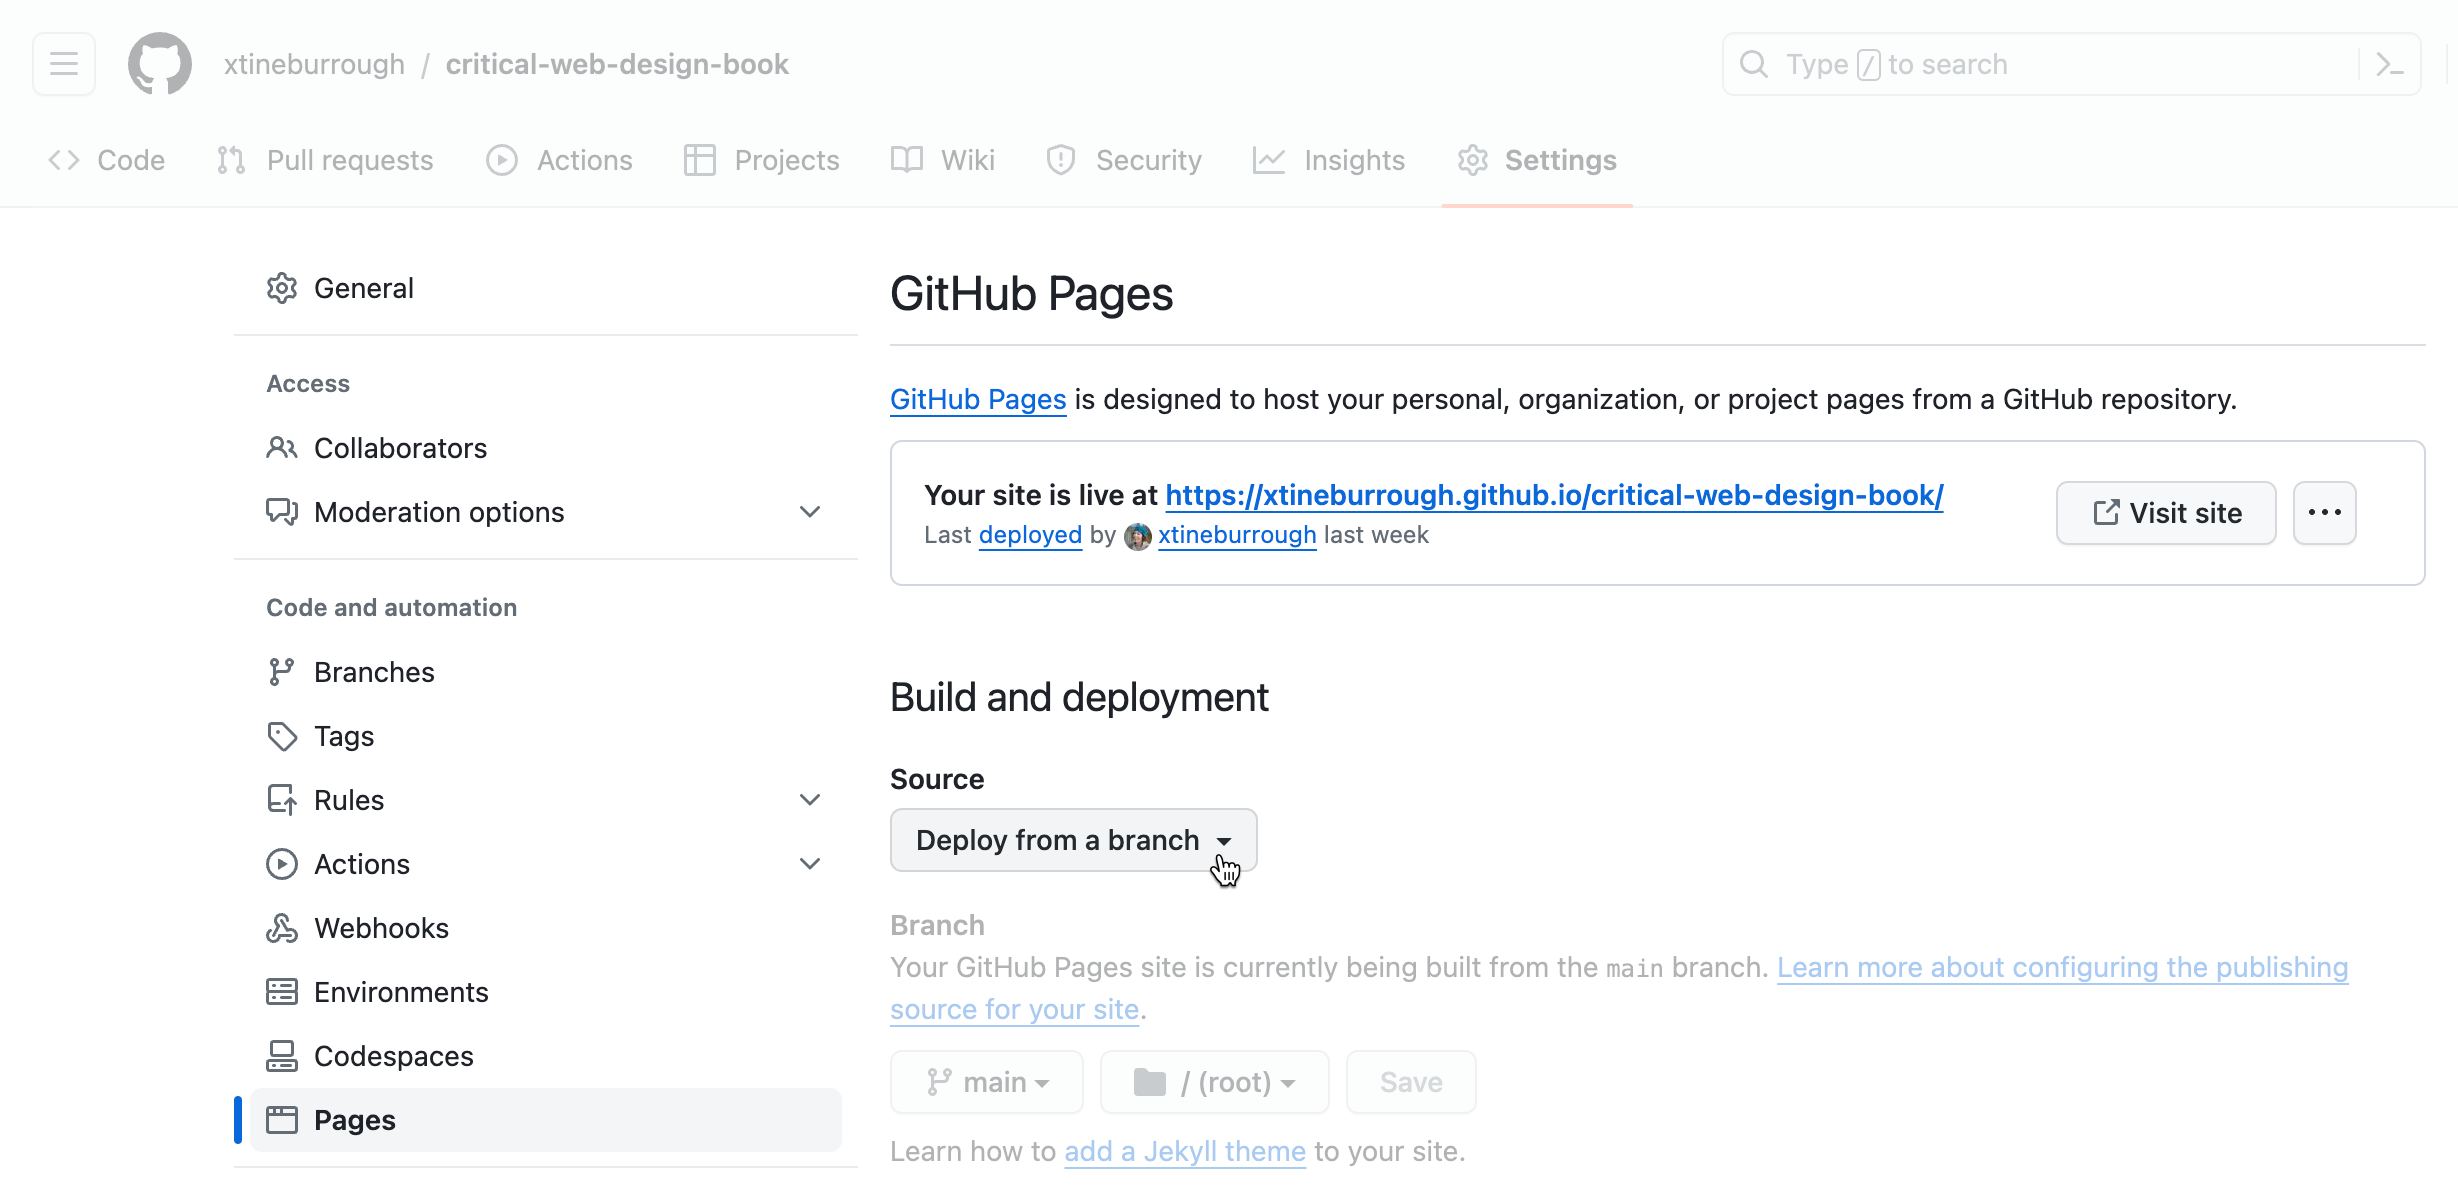 xtineburrough / critical-web-design-book
Type / to search
Code Pull requests Actions Projects Wiki Security Insights Settings
General
Access
Collaborators
Moderation options
Code and automation
Branches
Tags
Rules
Actions
Webhooks
Environments
Codespaces
Pages
GitHub Pages
GitHub Pages is designed to host your personal, organization, or project pages from a GitHub repository.
Your site is live at https://xtineburrough.github.io/critical-web-design-book/
Last deployed by xtineburrough last week
Visit site
Build and deployment
Source
Deploy from a branch
Branch
Your GitHub Pages site is currently being built from the main branch. Learn more about configuring the publishing
source for your site.
main / (root) Save
Learn how to add a Jekyll theme to your site.